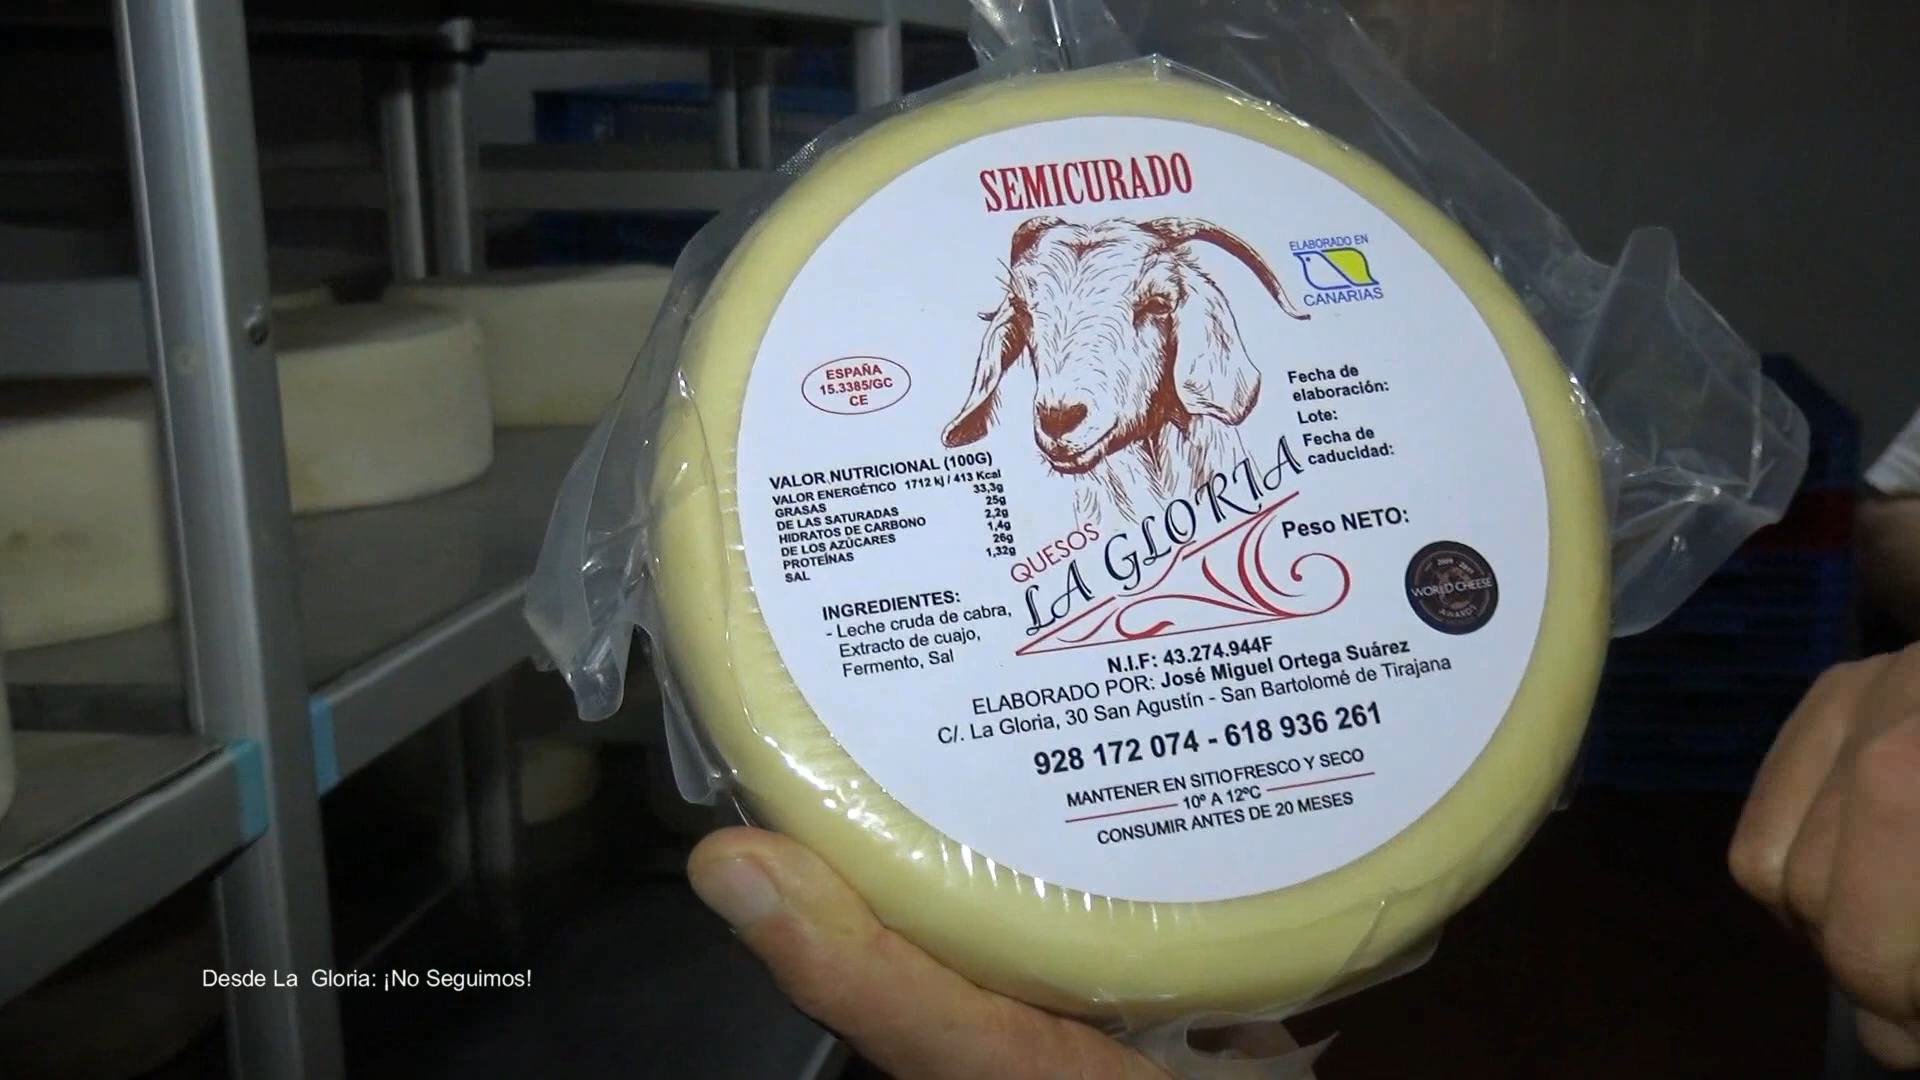 SEMICURADO
ELABORADO EN
CANARIAS
ESPAÑA
15.3385/GC
CE
Fecha de
elaboración:
Lote:
Fecha de
caducidad:
VALOR NUTRICIONAL (100G)
VALOR ENERGÉTICO 1712 kj / 413 Kcal
GRASAS 33,3g
DE LAS SATURADAS 25g
HIDRATOS DE CARBONO 2,2g
DE LOS AZÚCARES 1,4g
PROTEÍNAS 26g
SAL 1,32g
QUESOS
LA GLORIA
Peso NETO:
WORLD CHEESE
AWARDS
INGREDIENTES:
- Leche cruda de cabra,
Extracto de cuajo,
Fermento, Sal
N.I.F: 43.274.944F
ELABORADO POR: José Miguel Ortega Suárez
C/. La Gloria, 30 San Agustín - San Bartolomé de Tirajana
928 172 074 - 618 936 261
MANTENER EN SITIO FRESCO Y SECO
10º A 12ºC
CONSUMIR ANTES DE 20 MESES
Desde La Gloria: ¡No Seguimos!